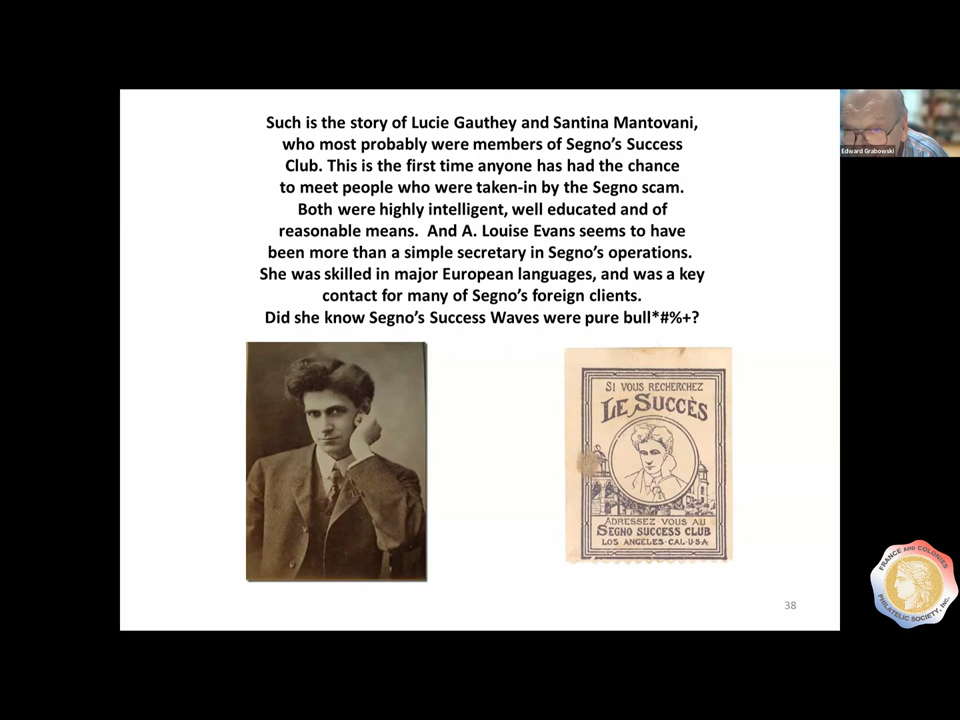 Such is the story of Lucie Gauthey and Santina Mantovani,
who most probably were members of Segno’s Success
Club. This is the first time anyone has had the chance
to meet people who were taken-in by the Segno scam.
Both were highly intelligent, well educated and of
reasonable means.  And A. Louise Evans seems to have
been more than a simple secretary in Segno’s operations.
She was skilled in major European languages, and was a key
contact for many of Segno’s foreign clients.
Did she know Segno’s Success Waves were pure bull*#%+?
SI VOUS RECHERCHEZ
LE SUCCÈS
ADRESSEZ-VOUS AU
SEGNO SUCCESS CLUB
LOS ANGELES·CAL·U·S·A·
38
Edward Grabowski
FRANCE AND COLONIES
PHILATELIC SOCIETY, Inc.